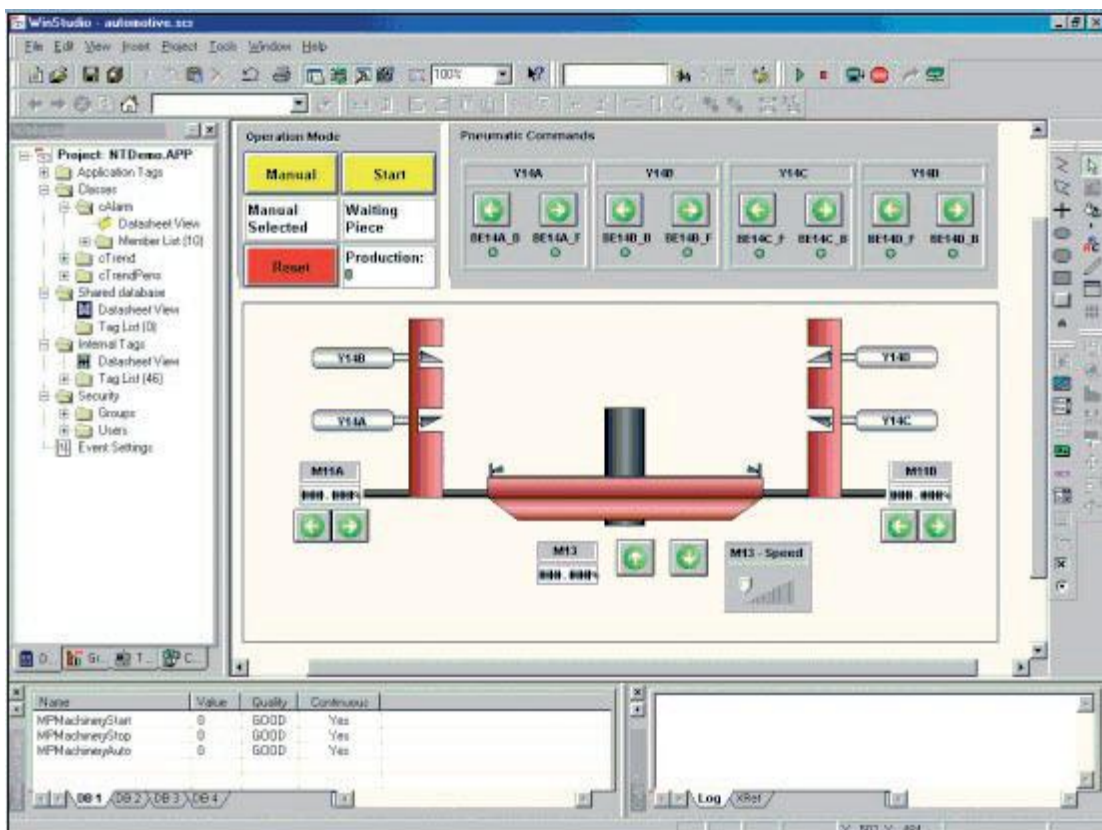 WinStudio - automotive.scr
File Edit View Insert Project Tools Window Help
100%
Project: NTDemo.APP
Application Tags
Classes
cAlarm
Datasheet View
Member List (10)
cTrend
cTrendPens
Shared database
Datasheet View
Tag List (0)
Internal Tags
Datasheet View
Tag List (46)
Security
Groups
Users
Event Settings
D... Gr... T... C...
Operation Mode
Manual Start
Manual Selected
Waiting Piece
Reset
Production:
0
Pneumatic Commands
Y14A Y14B Y14C Y14D
BE14A_B BE14A_F BE14B_B BE14B_F BE14C_F BE14C_B BE14D_F BE14D_B
Y14B Y14D
Y14A Y14C
M11A
M11B
M13
M13 - Speed
Name Value Quality Continuous
MPMachineryStart 0 GOOD Yes
MPMachineryStop 0 GOOD Yes
MPMachineryAuto 0 GOOD Yes
DB 1 DB 2 DB 3 DB 4
Log XRef